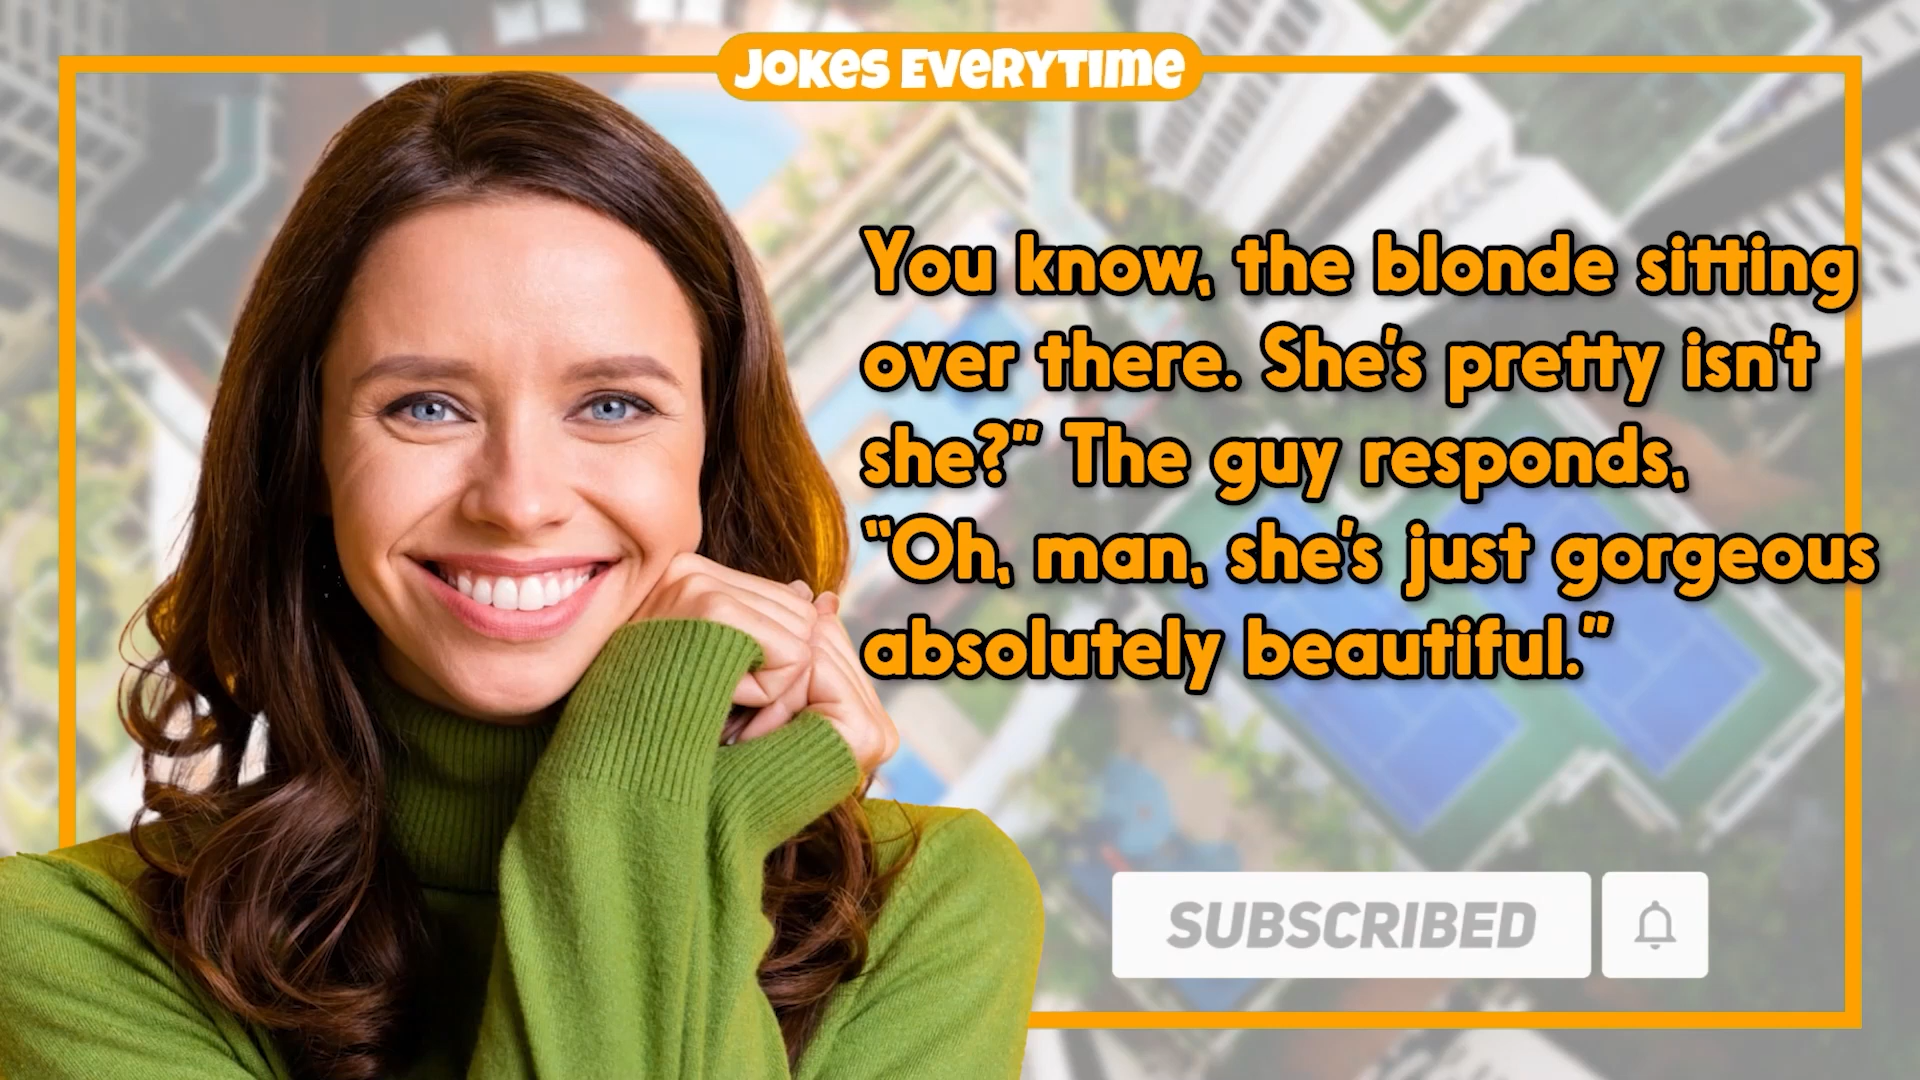 JOKES EVERYTIME
You know, the blonde sitting
over there. She's pretty isn't
she?" The guy responds,
"Oh, man, she's just gorgeous
absolutely beautiful."
SUBSCRIBED